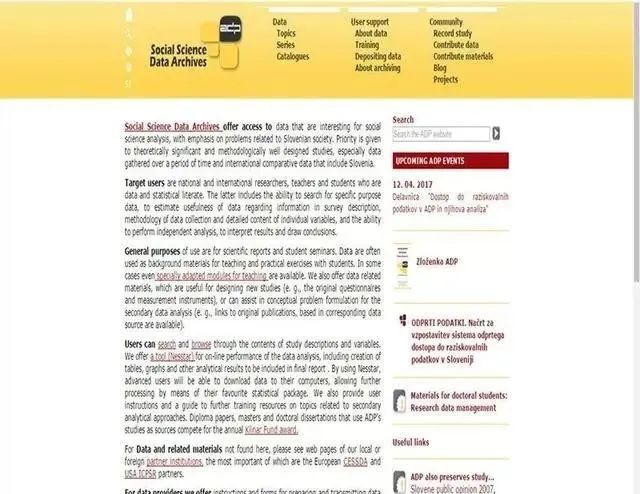 adp
Social Science
Data Archives
SI
Data
Topics
Series
Catalogues
User support
About data
Training
Depositing data
About archiving
Community
Record study
Contribute data
Contribute materials
Blog
Projects
Social Science Data Archives offer access to data that are interesting for social
science analysis, with emphasis on problems related to Slovenian society. Priority is given
to theoretically significant and methodologically well designed studies, especially data
gathered over a period of time and international comparative data that include Slovenia.
Target users are national and international researchers, teachers and students who are
data and statistical literate. The latter includes the ability to search for specific purpose
data, to estimate usefulness of data regarding information in survey description,
methodology of data collection and detailed content of individual variables, and the ability
to perform independent analysis, to interpret results and draw conclusions.
General purposes of use are for scientific reports and student seminars. Data are often
used as background materials for teaching and practical exercises with students. In some
cases even specially adapted modules for teaching are available. We also offer data related
materials, which are useful for designing new studies (e. g., the original questionnaires
and measurement instruments), or can assist in conceptual problem formulation for the
secondary data analysis (e. g., links to original publications, based in corresponding data
source are available).
Users can search and browse through the contents of study descriptions and variables.
We offer a tool (Nesstar) for on-line performance of the data analysis, including creation of
tables, graphs and other analytical results to be included in final report . By using Nesstar,
advanced users will be able to download data to their computers, allowing further
processing by means of their favourite statistical package. We also provide user
instructions and a guide to further training resources on topics related to secondary
analytical approaches. Diploma papers, masters and doctoral dissertations that use ADP's
studies as sources compete for the annual Klinar Fund award.
For Data and related materials not found here, please see web pages of our local or
foreign partner institutions, the most important of which are the European CESSDA and
USA ICPSR partners.
For data providers we offer instructions and forms for preparing and transmitting data
Search
Search the ADP website
UPCOMING ADP EVENTS
12. 04. 2017
Delavnica "Dostop do raziskovalnih
podatkov v ADP in njihova analiza"
Zloženka ADP
ODPRTI PODATKI. Načrt za
vzpostavitev sistema odprtega
dostopa do raziskovalnih
podatkov v Sloveniji
Materials for doctoral students:
Research data management
Useful links
ADP also preserves study...
Slovene public opinion 2007,